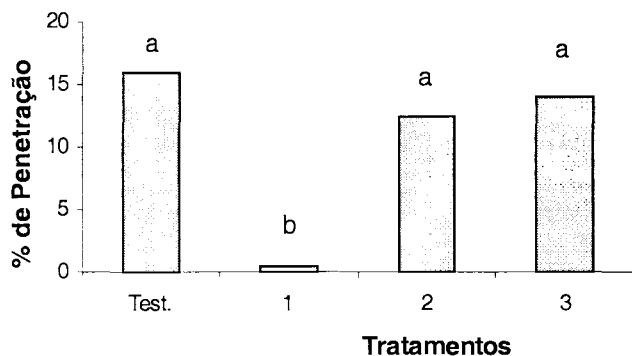 20
15
10
5
0
% de Penetração
a
b
a
a
Test.
1
2
3
Tratamentos